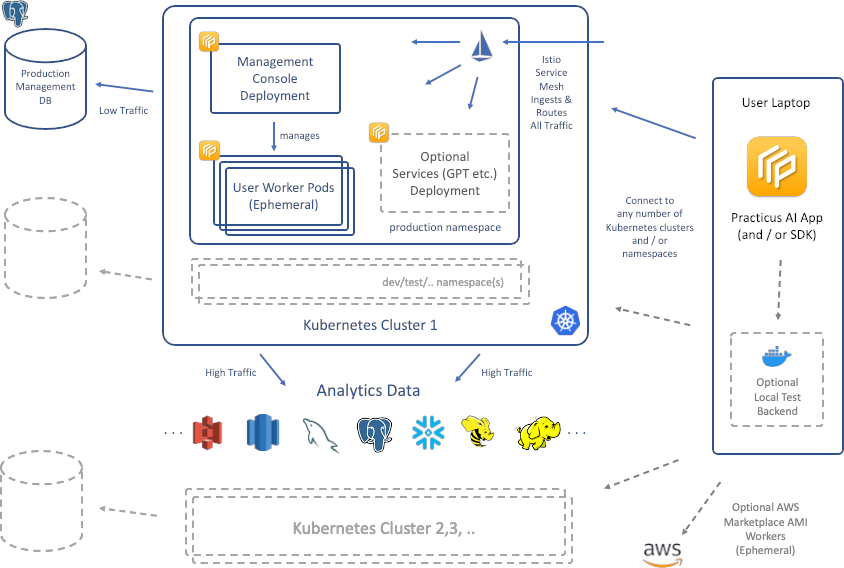 Production
Management
DB
Low Traffic
Management
Console
Deployment
manages
User Worker Pods
(Ephemeral)
Optional
Services (GPT etc.)
Deployment
production namespace
Istio
Service
Mesh
Ingests &
Routes
All Traffic
dev/test/.. namespace(s)
Kubernetes Cluster 1
User Laptop
Practicus AI App
(and / or SDK)
Connect to
any number of
Kubernetes clusters
and / or
namespaces
Optional
Local Test
Backend
High Traffic
High Traffic
Analytics Data
...
...
Kubernetes Cluster 2,3, ..
Optional AWS
Marketplace AMI
Workers
(Ephemeral)
aws